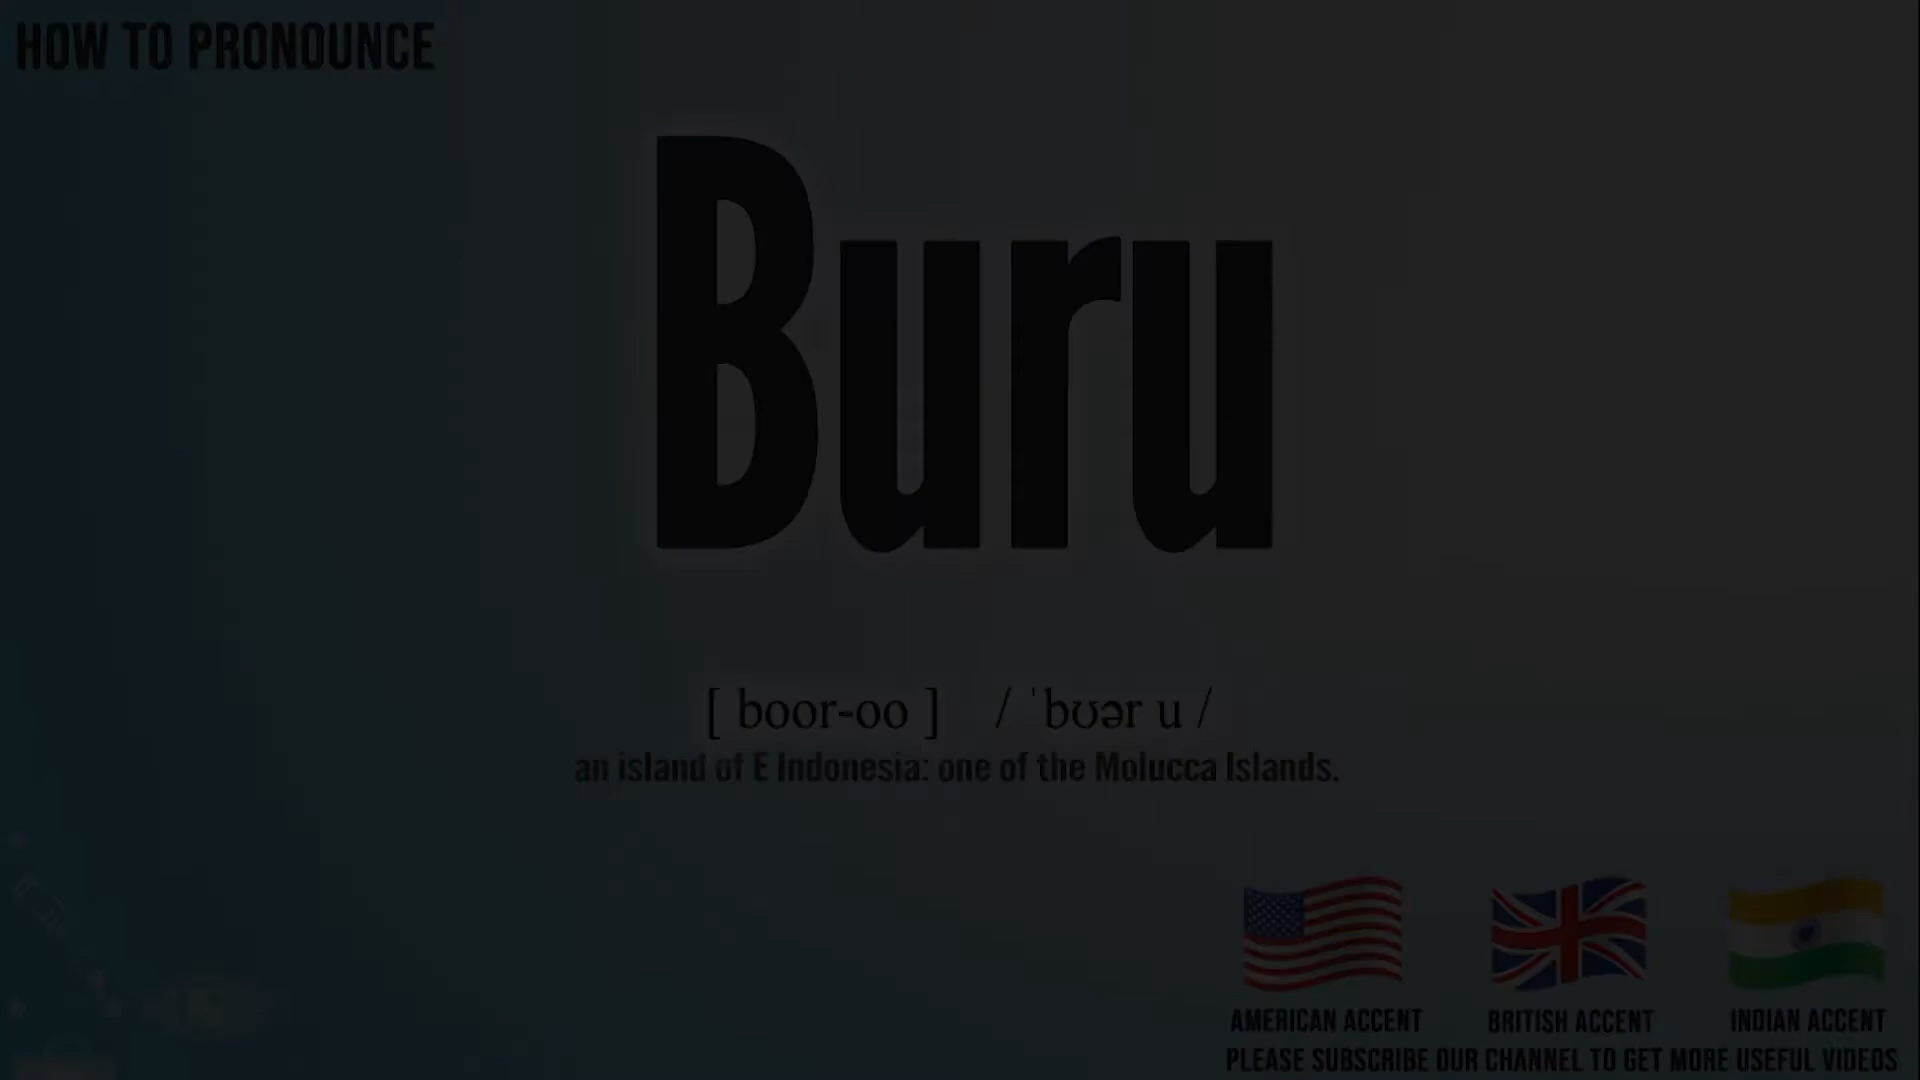 HOW TO PRONOUNCE
Buru
[ boor-oo ] / ˈbʊər u /
an island of E Indonesia: one of the Molucca Islands.
AMERICAN ACCENT BRITISH ACCENT INDIAN ACCENT
PLEASE SUBSCRIBE OUR CHANNEL TO GET MORE USEFUL VIDEOS